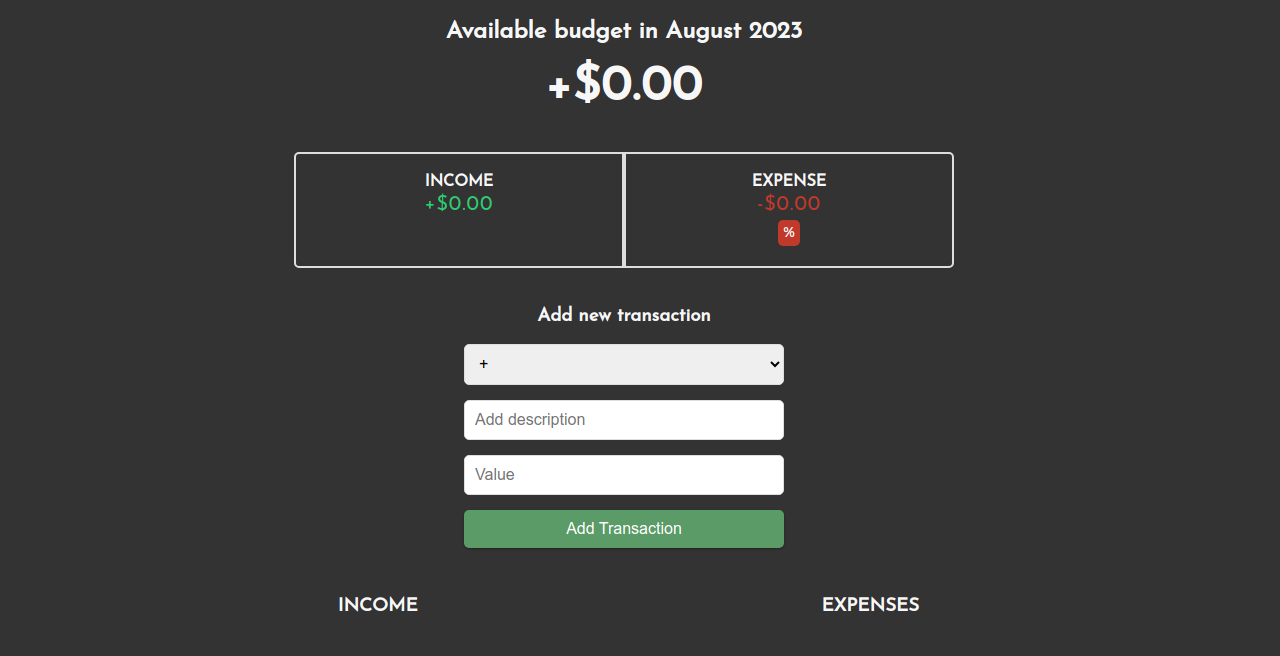 Available budget in August 2023
+$0.00
INCOME
+$0.00
EXPENSE
-$0.00
%
Add new transaction
+
Add description
Value
Add Transaction
INCOME
EXPENSES